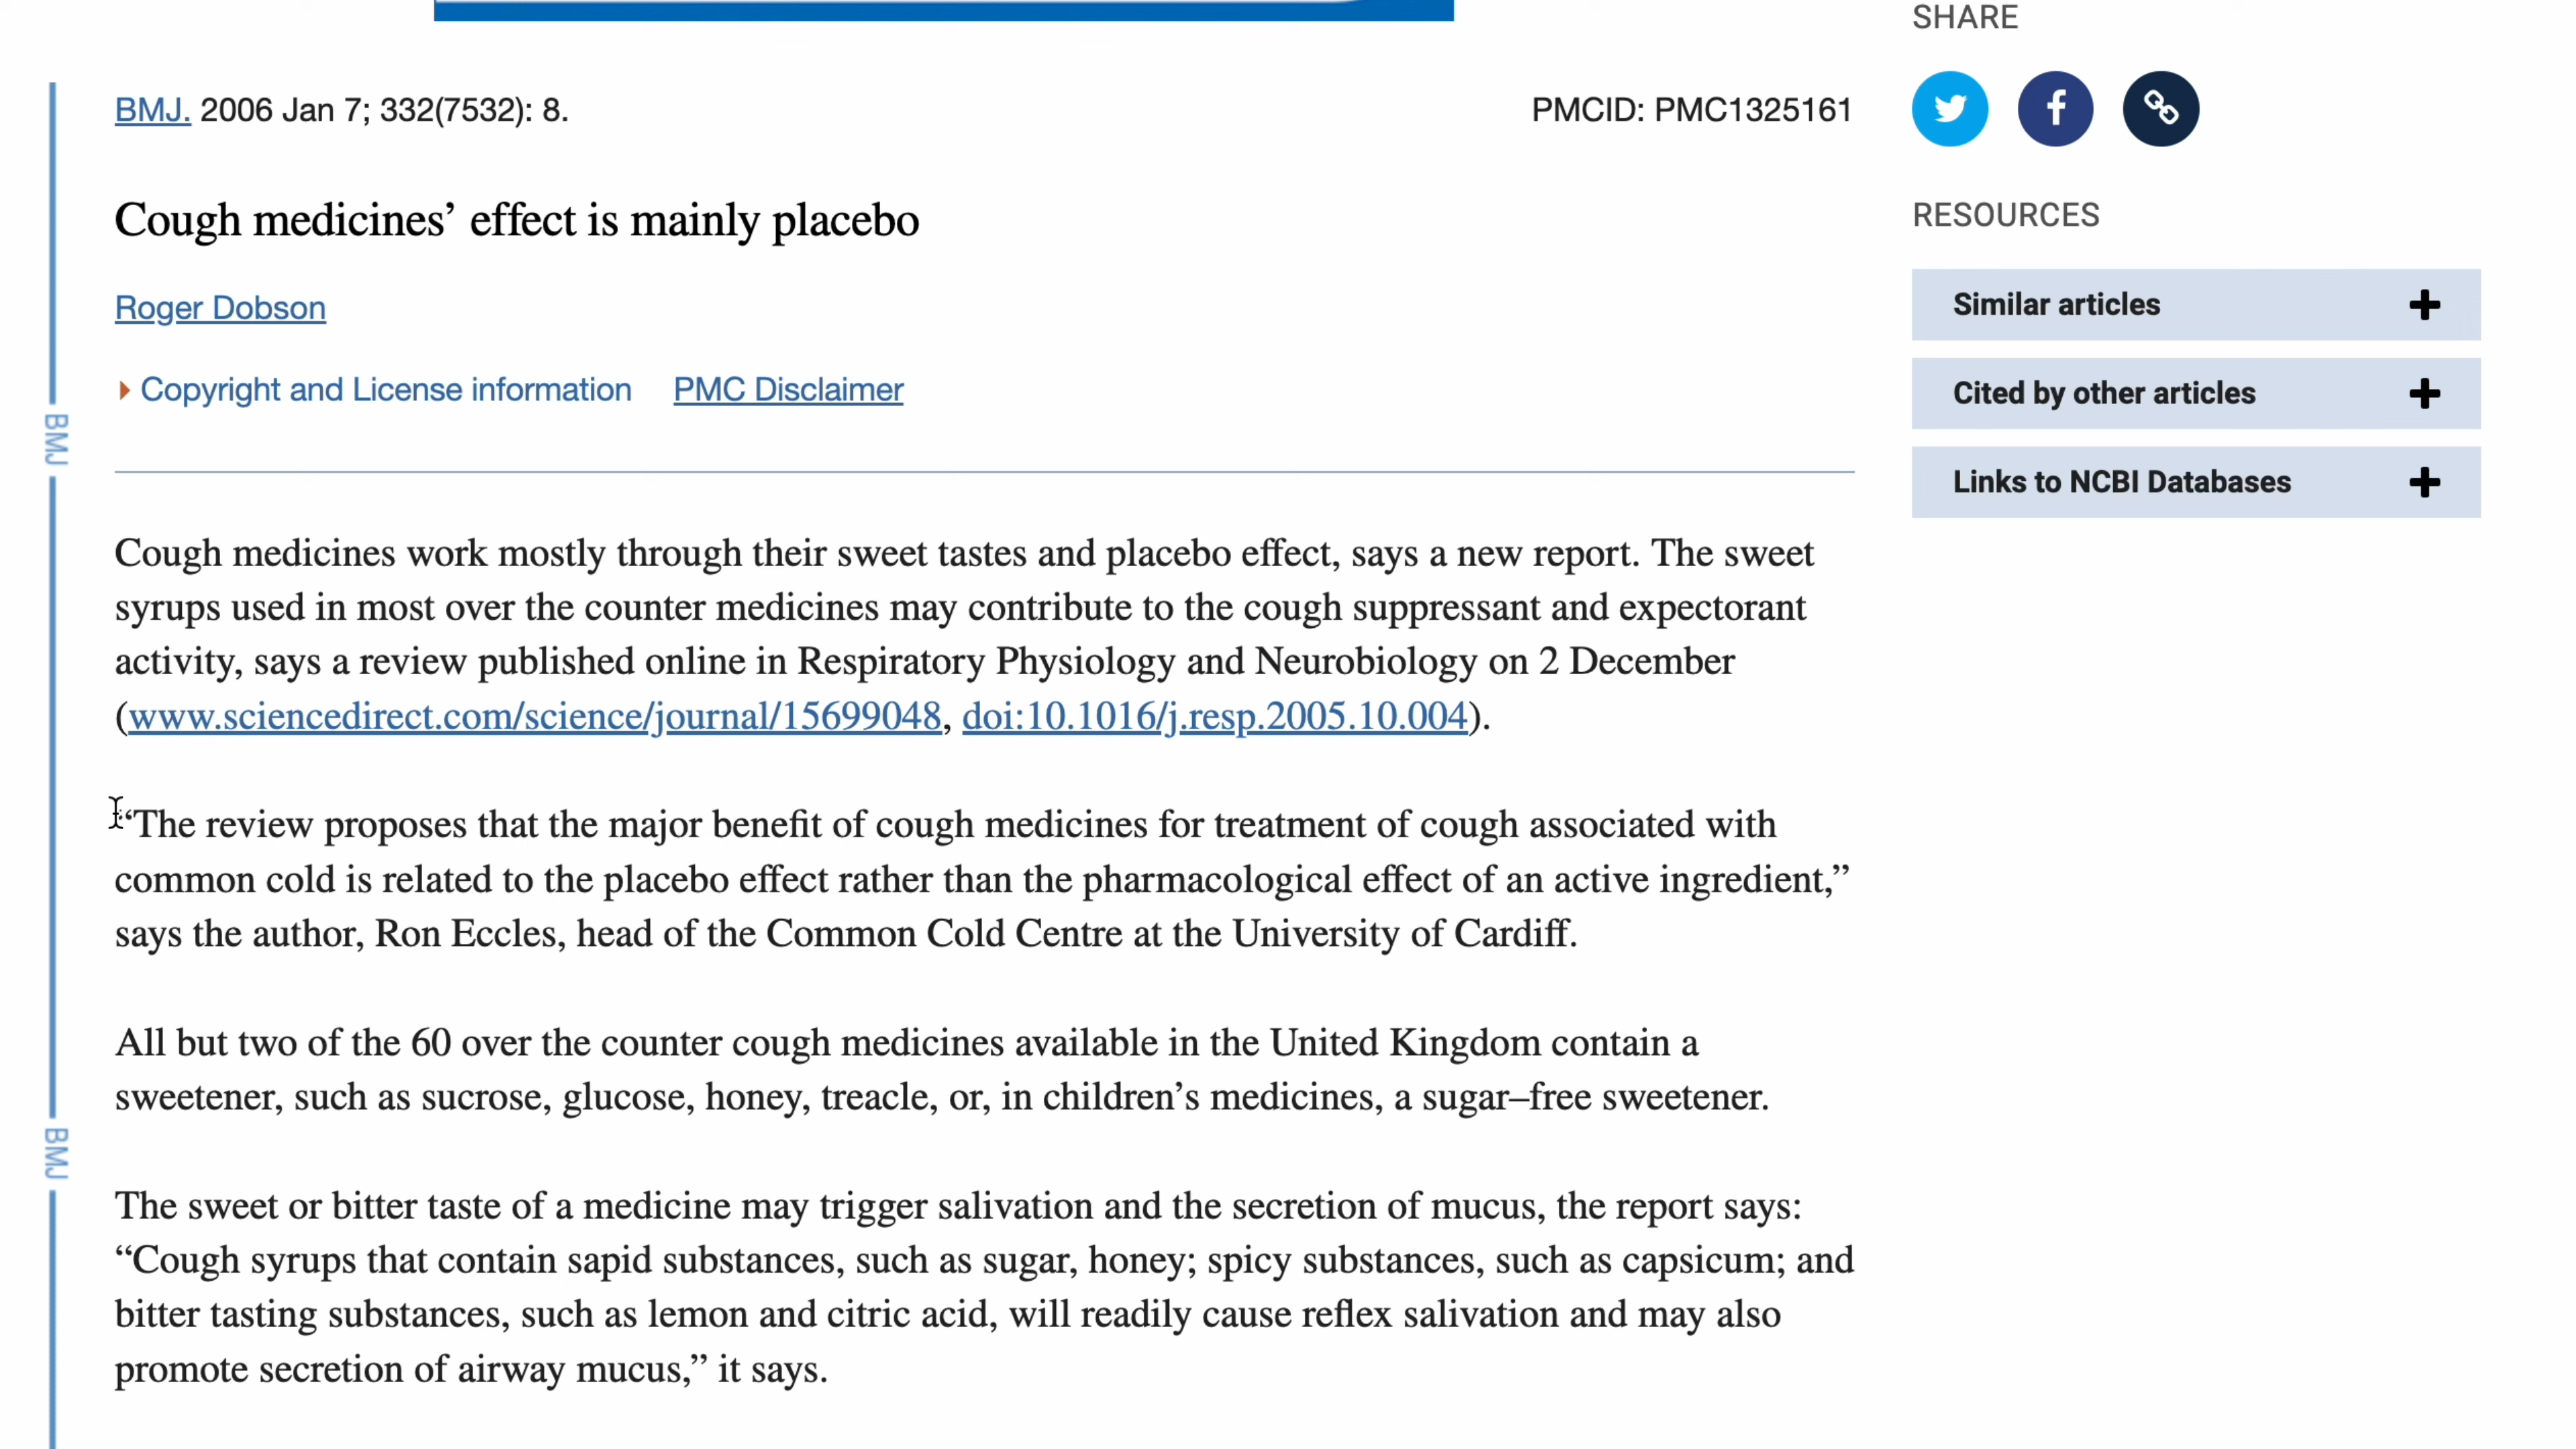 SHARE
BMJ. 2006 Jan 7; 332(7532): 8.
PMCID: PMC1325161
Cough medicines’ effect is mainly placebo
Roger Dobson
Copyright and License information PMC Disclaimer
Cough medicines work mostly through their sweet tastes and placebo effect, says a new report. The sweet
syrups used in most over the counter medicines may contribute to the cough suppressant and expectorant
activity, says a review published online in Respiratory Physiology and Neurobiology on 2 December
(www.sciencedirect.com/science/journal/15699048, doi:10.1016/j.resp.2005.10.004).
“The review proposes that the major benefit of cough medicines for treatment of cough associated with
common cold is related to the placebo effect rather than the pharmacological effect of an active ingredient,”
says the author, Ron Eccles, head of the Common Cold Centre at the University of Cardiff.
All but two of the 60 over the counter cough medicines available in the United Kingdom contain a
sweetener, such as sucrose, glucose, honey, treacle, or, in children’s medicines, a sugar–free sweetener.
The sweet or bitter taste of a medicine may trigger salivation and the secretion of mucus, the report says:
“Cough syrups that contain sapid substances, such as sugar, honey; spicy substances, such as capsicum; and
bitter tasting substances, such as lemon and citric acid, will readily cause reflex salivation and may also
promote secretion of airway mucus,” it says.
BMJ
BMJ
RESOURCES
Similar articles
Cited by other articles
Links to NCBI Databases